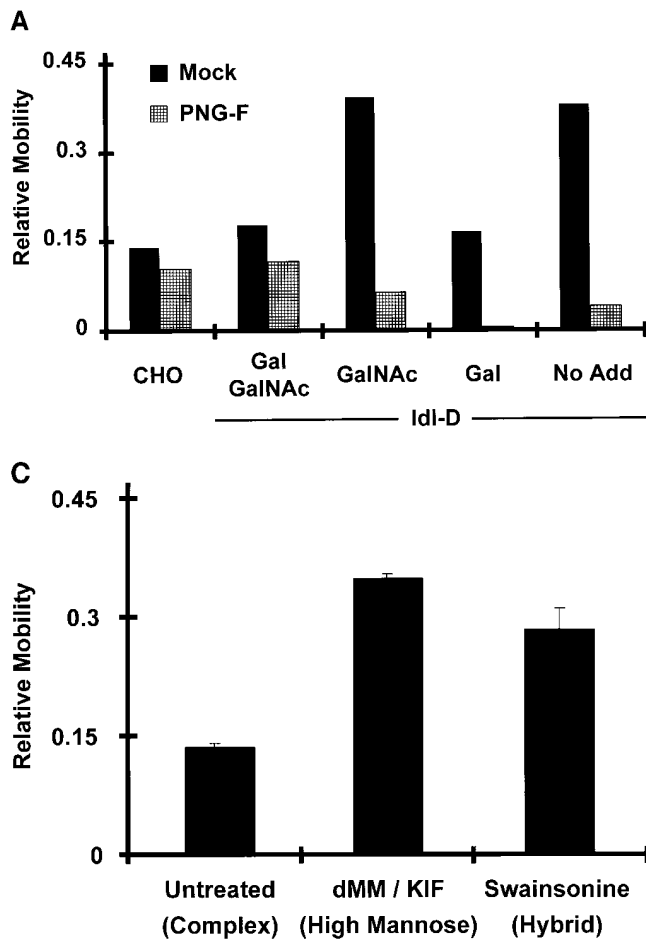 A
0.45
Mock
PNG-F
0.3
Relative Mobility
0.15
0
CHO
Gal
GalNAc
GalNAc
Gal
No Add
ldl-D
C
0.45
0.3
Relative Mobility
0.15
0
Untreated
(Complex)
dMM / KIF
(High Mannose)
Swainsonine
(Hybrid)